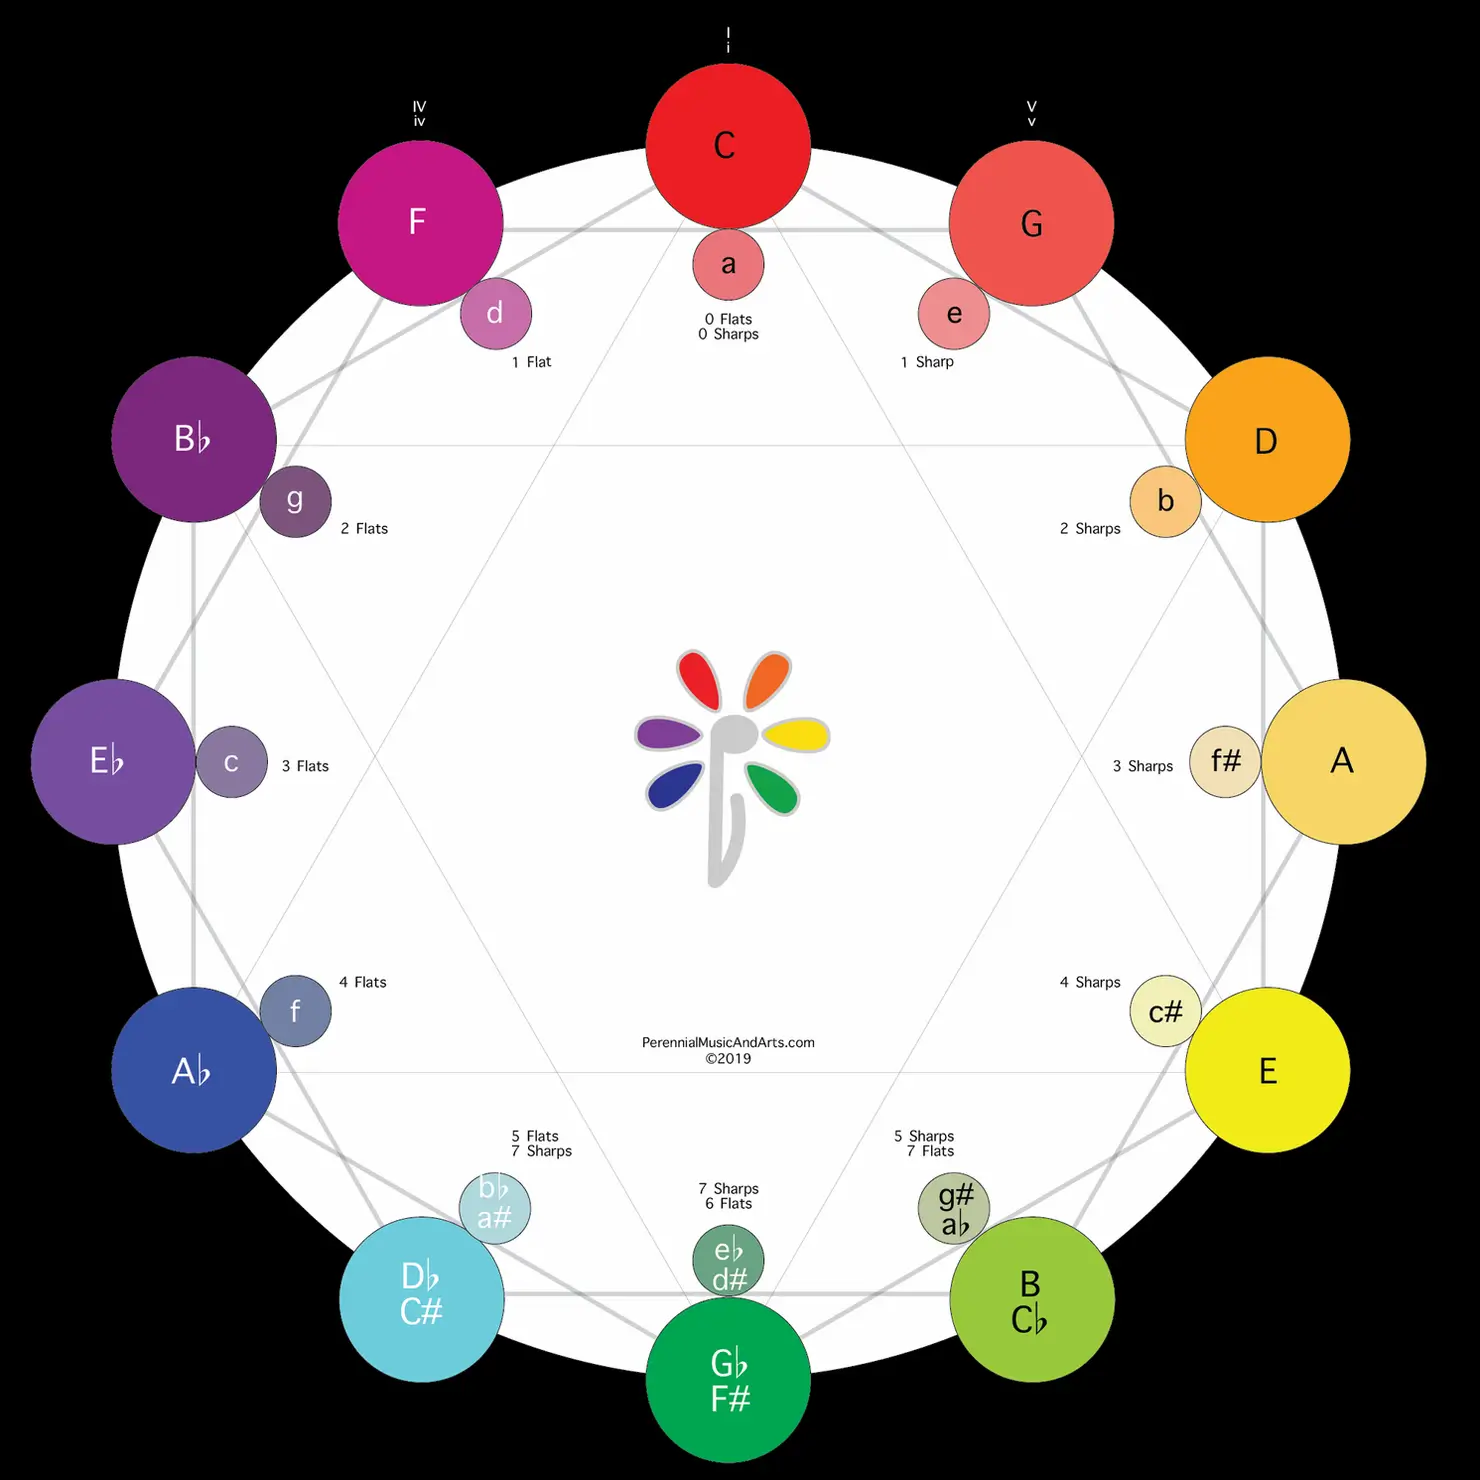 I
i
IV
iv
V
v
C
F
G
a
d
e
0 Flats
0 Sharps
1 Flat
1 Sharp
B♭
D
g
b
2 Flats
2 Sharps
E♭
c
3 Flats
3 Sharps
f#
A
4 Flats
4 Sharps
f
c#
A♭
E
PerennialMusicAndArts.com
©2019
5 Flats
7 Sharps
5 Sharps
7 Flats
7 Sharps
6 Flats
b♭
a#
g#
a♭
e♭
d#
D♭
C#
B
C♭
G♭
F#